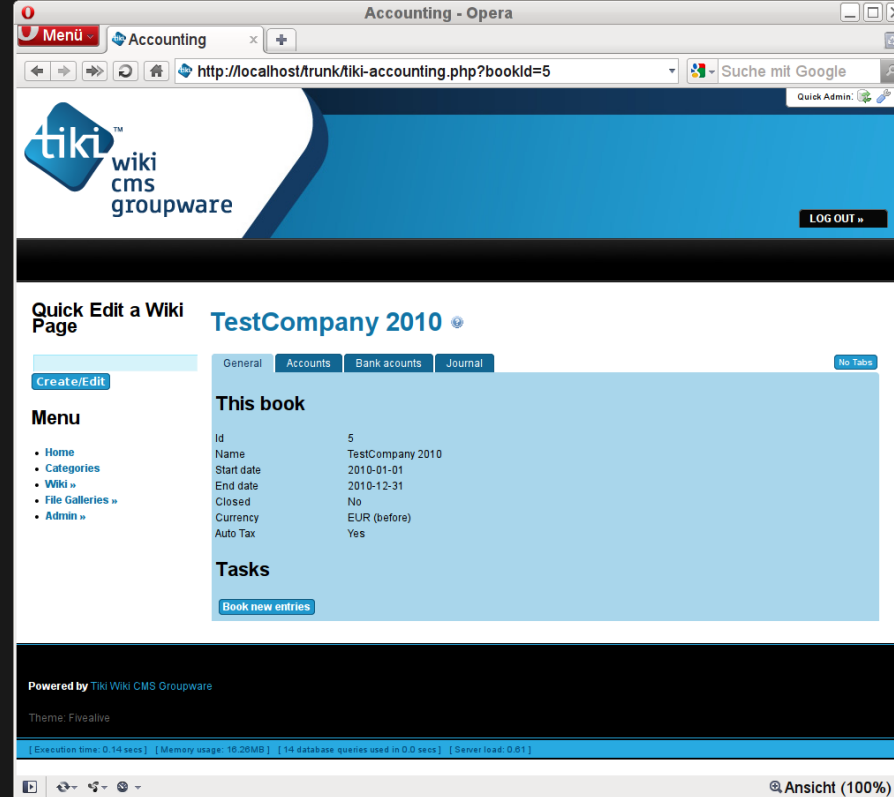 Accounting - Opera
Menü
Accounting
http://localhost/trunk/tiki-accounting.php?bookId=5
Suche mit Google
Quick Admin:
tiki™
wiki
cms
groupware
LOG OUT »
Quick Edit a Wiki
Page
Create/Edit
Menu
Home
Categories
Wiki »
File Galleries »
Admin »
TestCompany 2010
General Accounts Bank acounts Journal
No Tabs
This book
Id 5
Name TestCompany 2010
Start date 2010-01-01
End date 2010-12-31
Closed No
Currency EUR (before)
Auto Tax Yes
Tasks
Book new entries
Powered by Tiki Wiki CMS Groupware
Theme: Fivealive
[ Execution time: 0.14 secs ] [ Memory usage: 16.26MB ] [ 14 database queries used in 0.0 secs ] [ Server load: 0.61 ]
Ansicht (100%)